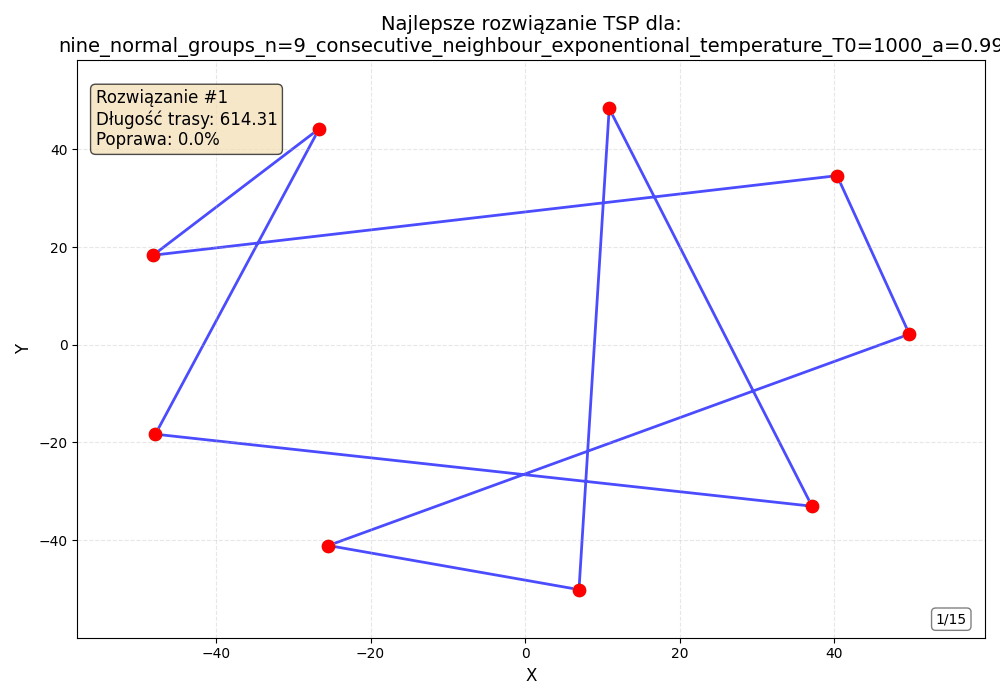 Najlepsze rozwiązanie TSP dla:
nine_normal_groups_n=9_consecutive_neighbour_exponentional_temperature_T0=1000_a=0.99
Rozwiązanie #1
Długość trasy: 614.31
Poprawa: 0.0%
40
20
0
−20
−40
Y
1/15
−40
−20
0
20
40
X